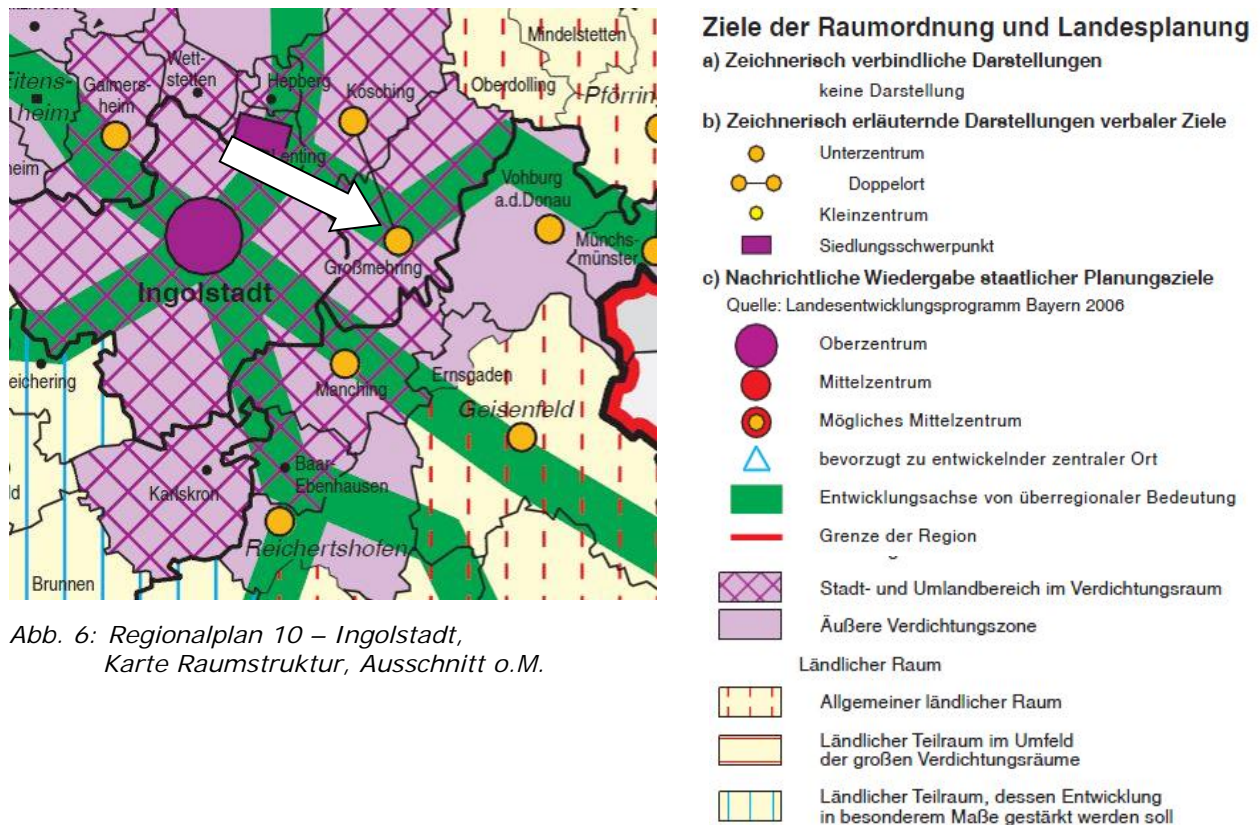 Mindelstetten
Wett-
stetten
Eitens-
heim
Gaimers-
heim
Hepberg
Kösching
Oberdolling
Pförring
heim
Lenting
Vohburg
a.d.Donau
Münchs-
münster
Großmehring
Ingolstadt
eichering
Manching
Ernsgaden
Geisenfeld
Baar-
Ebenhausen
Karlskron
ld
Reichertshofen
Brunnen
Abb. 6: Regionalplan 10 – Ingolstadt,
Karte Raumstruktur, Ausschnitt o.M.
Ziele der Raumordnung und Landesplanung
a) Zeichnerisch verbindliche Darstellungen
keine Darstellung
b) Zeichnerisch erläuternde Darstellungen verbaler Ziele
Unterzentrum
Doppelort
Kleinzentrum
Siedlungsschwerpunkt
c) Nachrichtliche Wiedergabe staatlicher Planungsziele
Quelle: Landesentwicklungsprogramm Bayern 2006
Oberzentrum
Mittelzentrum
Mögliches Mittelzentrum
bevorzugt zu entwickelnder zentraler Ort
Entwicklungsachse von überregionaler Bedeutung
Grenze der Region
Stadt- und Umlandbereich im Verdichtungsraum
Äußere Verdichtungszone
Ländlicher Raum
Allgemeiner ländlicher Raum
Ländlicher Teilraum im Umfeld
der großen Verdichtungsräume
Ländlicher Teilraum, dessen Entwicklung
in besonderem Maße gestärkt werden soll